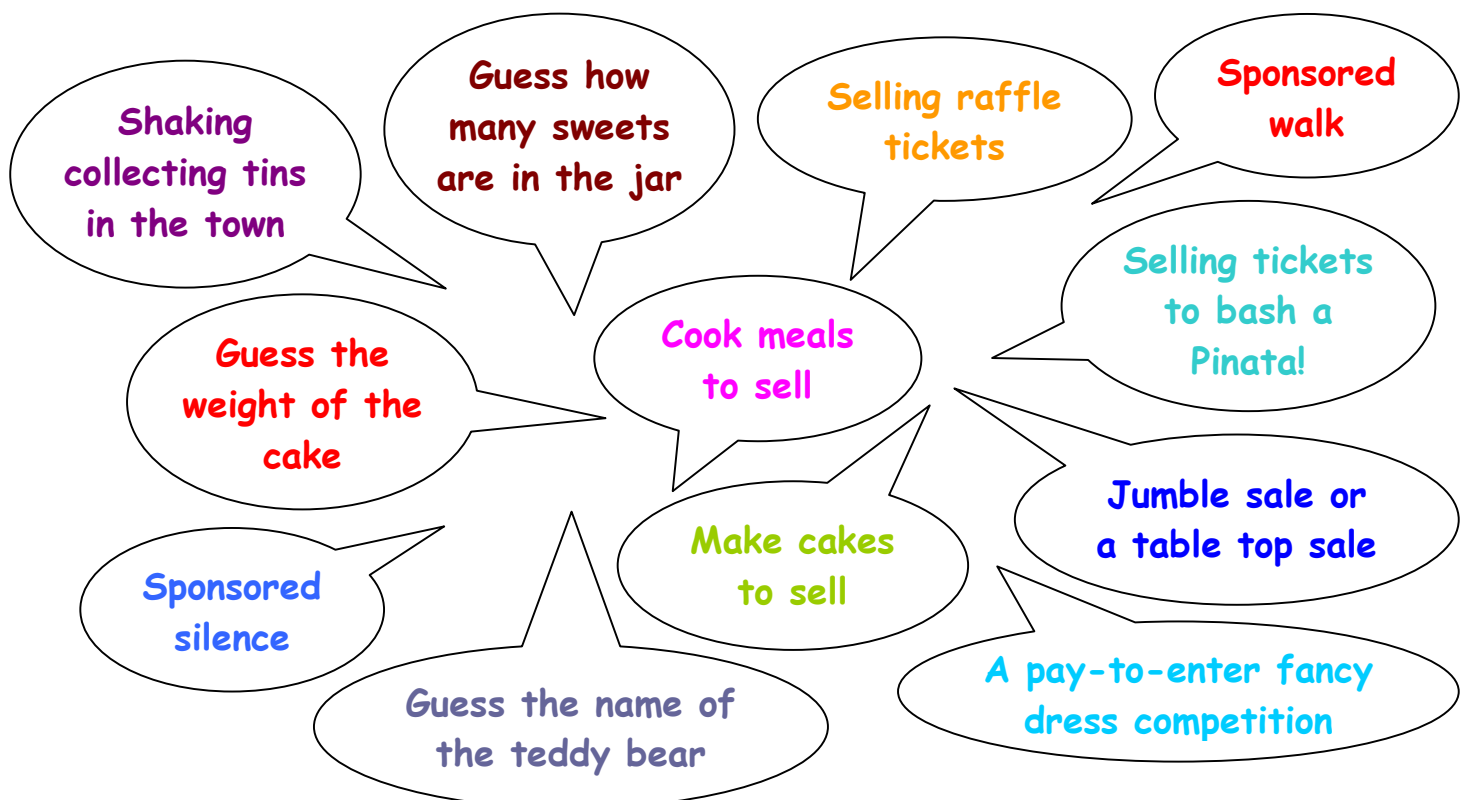 Shaking
collecting tins
in the town
Guess how
many sweets
are in the jar
Selling raffle
tickets
Sponsored
walk
Selling tickets
to bash a
Pinata!
Cook meals
to sell
Guess the
weight of the
cake
Jumble sale or
a table top sale
Make cakes
to sell
Sponsored
silence
Guess the name of
the teddy bear
A pay-to-enter fancy
dress competition